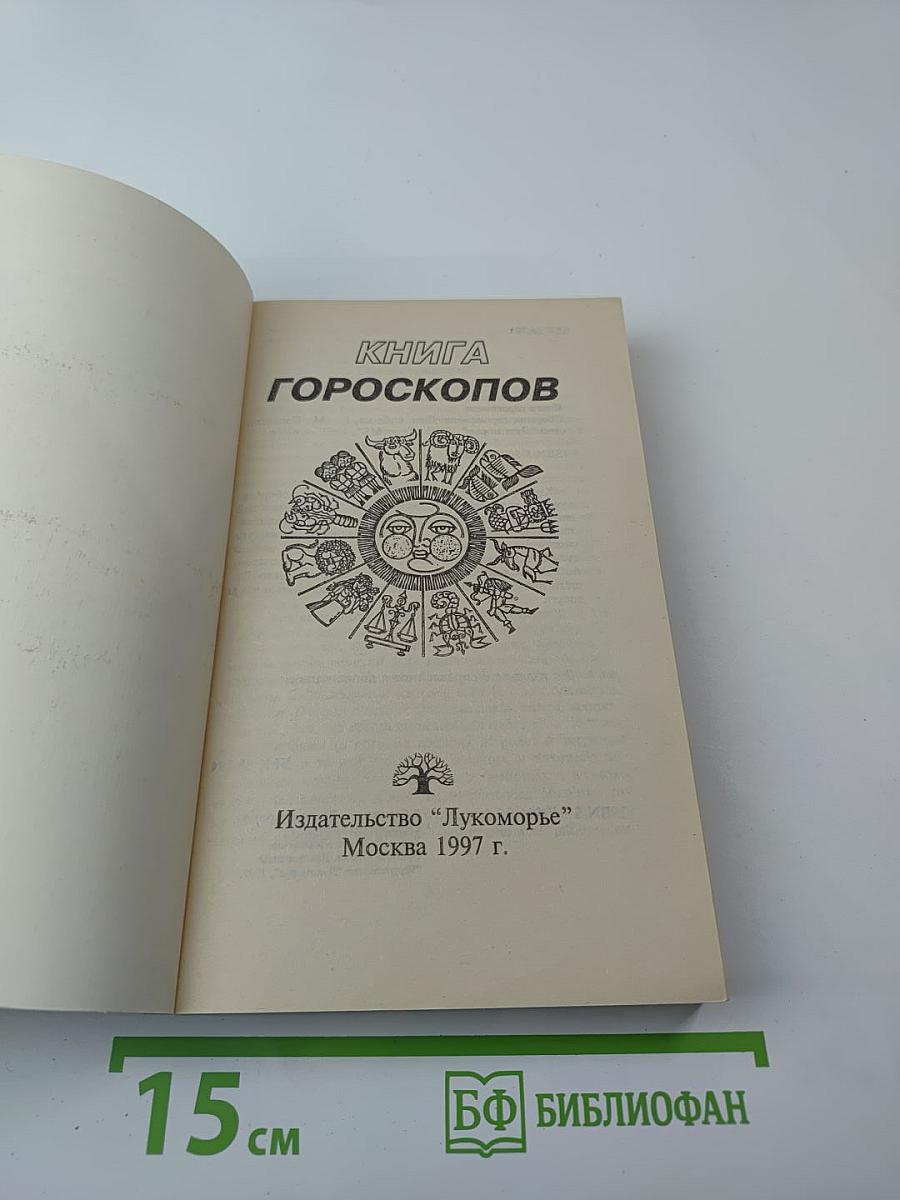 КНИГА
ГОРОСКОПОВ
Издательство “Лукоморье”
Москва 1997 г.
15 см
БФ БИБЛИОФАН